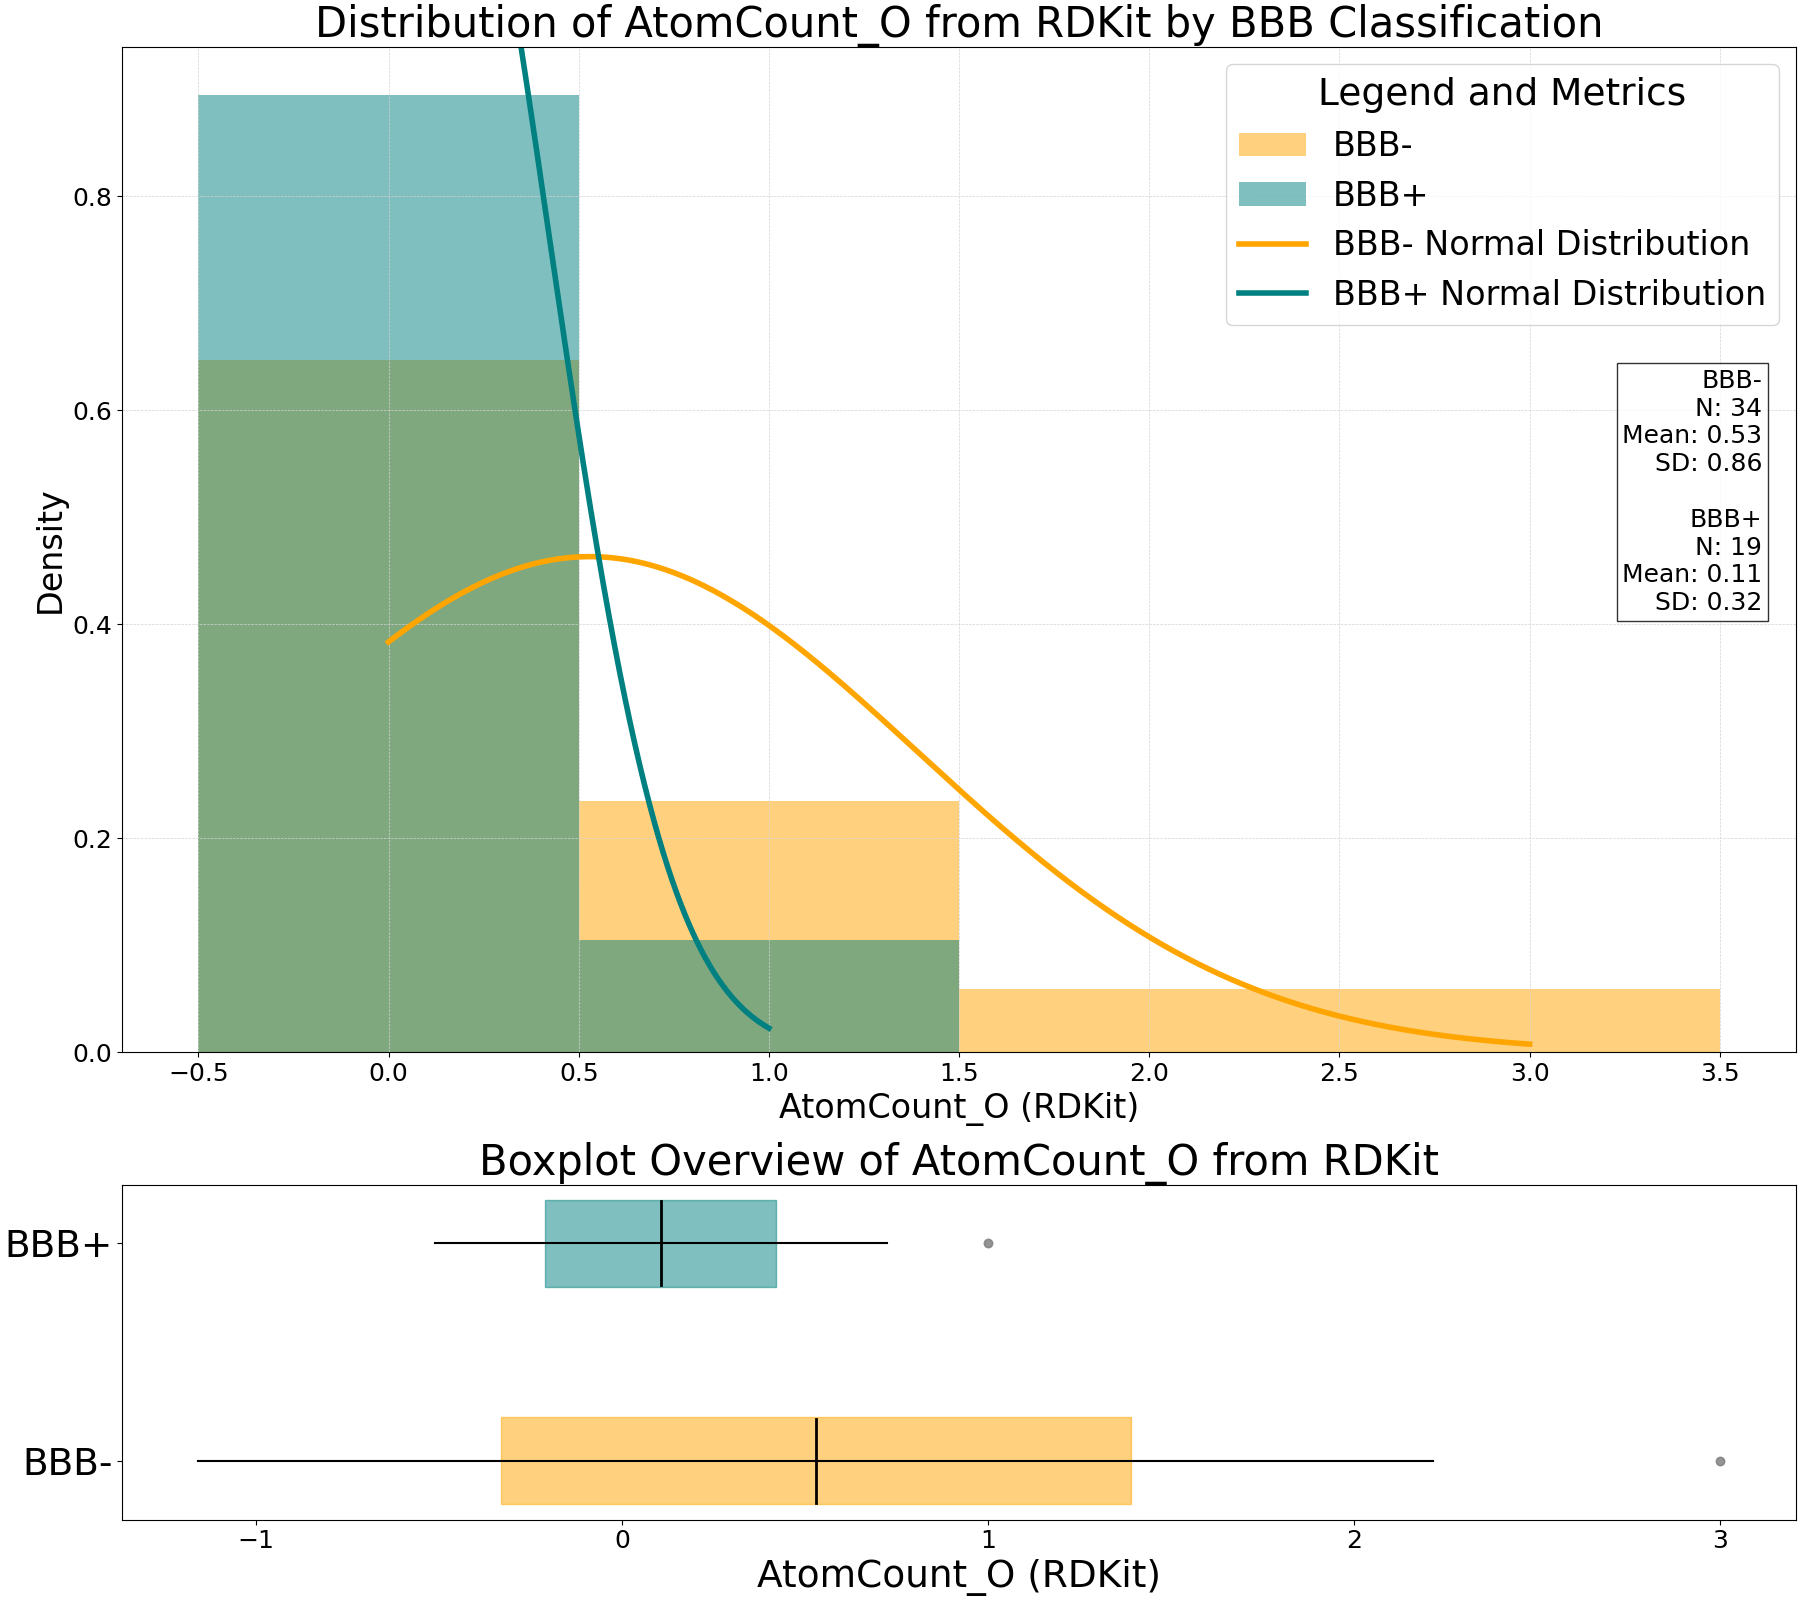 Distribution of AtomCount_O from RDKit by BBB Classification
Legend and Metrics
BBB-
BBB+
BBB- Normal Distribution
BBB+ Normal Distribution
BBB-
N: 34
Mean: 0.53
SD: 0.86
BBB+
N: 19
Mean: 0.11
SD: 0.32
Density
0.8
0.6
0.4
0.2
0.0
−0.5 0.0 0.5 1.0 1.5 2.0 2.5 3.0 3.5
AtomCount_O (RDKit)
Boxplot Overview of AtomCount_O from RDKit
BBB+
BBB-
−1 0 1 2 3
AtomCount_O (RDKit)